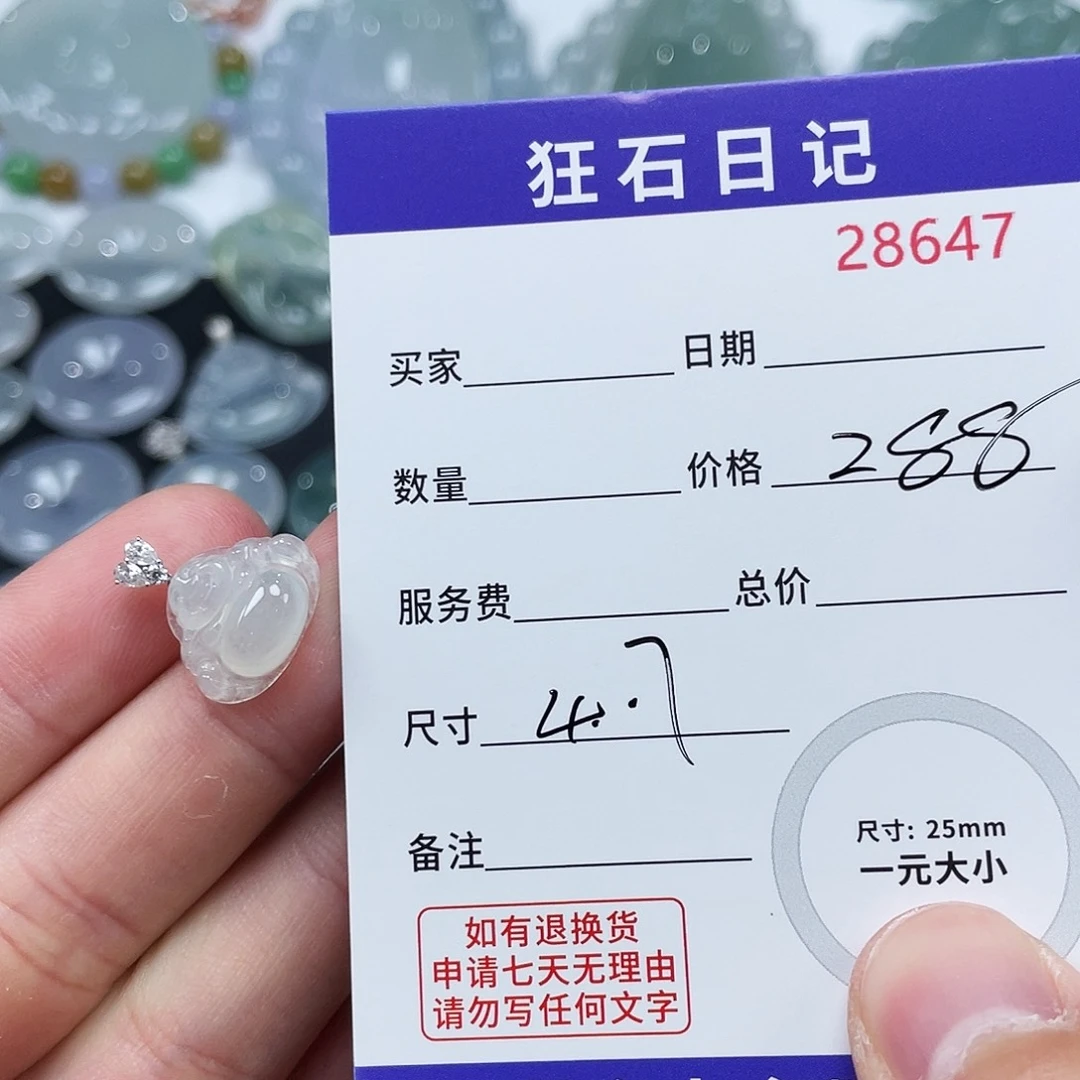 狂石日记
28647
买家 日期
数量 价格 288
服务费 总价
尺寸 4.7
尺寸: 25mm
一元大小
备注
如有退换货
申请七天无理由
请勿写任何文字